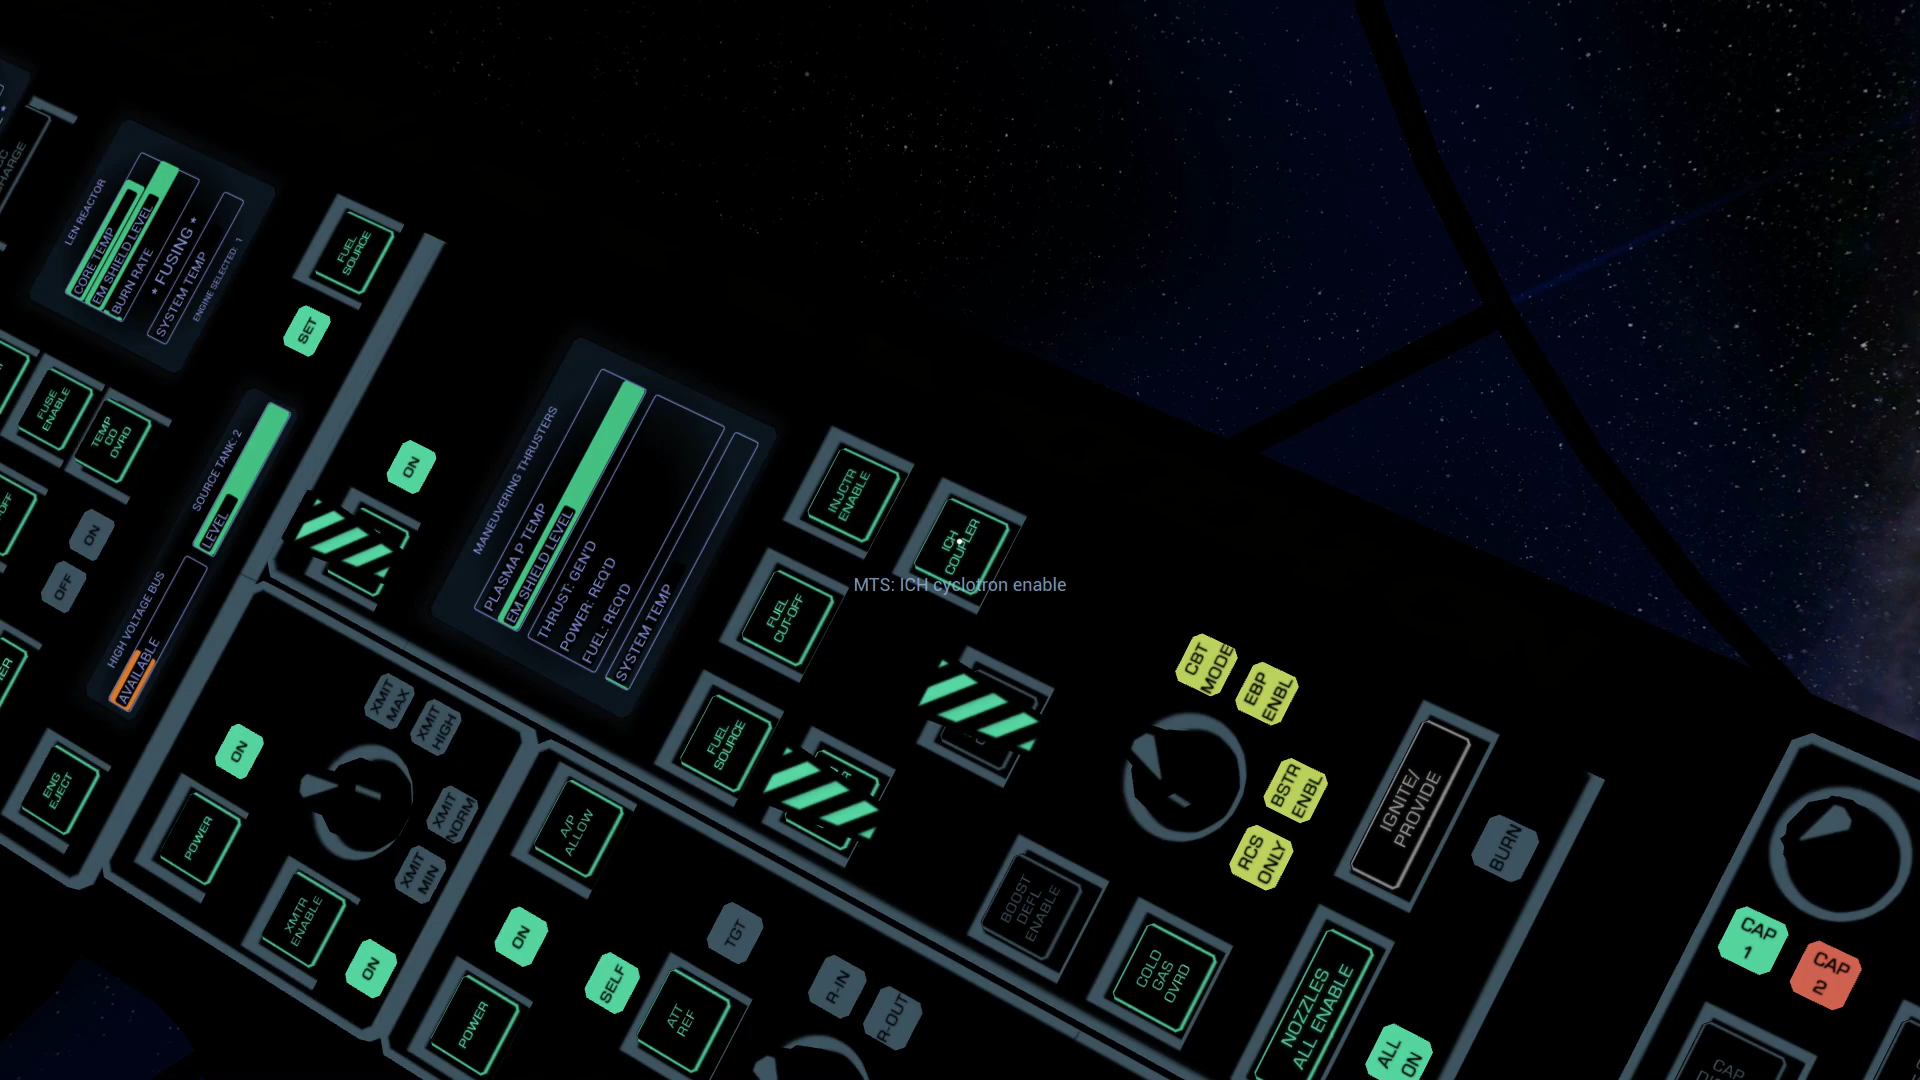 LEN REACTOR
CORE TEMP
EM SHIELD LEVEL
BURN RATE
* FUSING *
SYSTEM TEMP
ENGINE SELECTED: 1
FUEL
SOURCE
SET
FUSE
ENABLE
TEMP
CO
OVRD
ON
OFF
SOURCE TANK: 2
LEVEL
HIGH VOLTAGE BUS
AVAILABLE
ENG
EJECT
ON
MANEUVERING THRUSTERS
PLASMA P TEMP
EM SHIELD LEVEL
THRUST: GEN'D
POWER: REQ'D
FUEL: REQ'D
SYSTEM TEMP
INJCTR
ENABLE
ICH
COUPLER
MTS: ICH cyclotron enable
FUEL
CUT-OFF
FUEL
SOURCE
CBT
MODE
EBP
ENBL
BSTR
ENBL
RCS
ONLY
IGNITE/
PROVIDE
BURN
BOOST
DEFL
ENABLE
COLD
GAS
OVRD
NOZZLES
ALL ENABLE
ALL
ON
CAP
1
CAP
2
CAP
ON
POWER
XMIT
MAX
XMIT
HIGH
XMIT
NORM
XMIT
MIN
XMTR
ENABLE
ON
A/P
ALLOW
ON
POWER
SELF
ATT
REF
TGT
R-IN
R-OUT